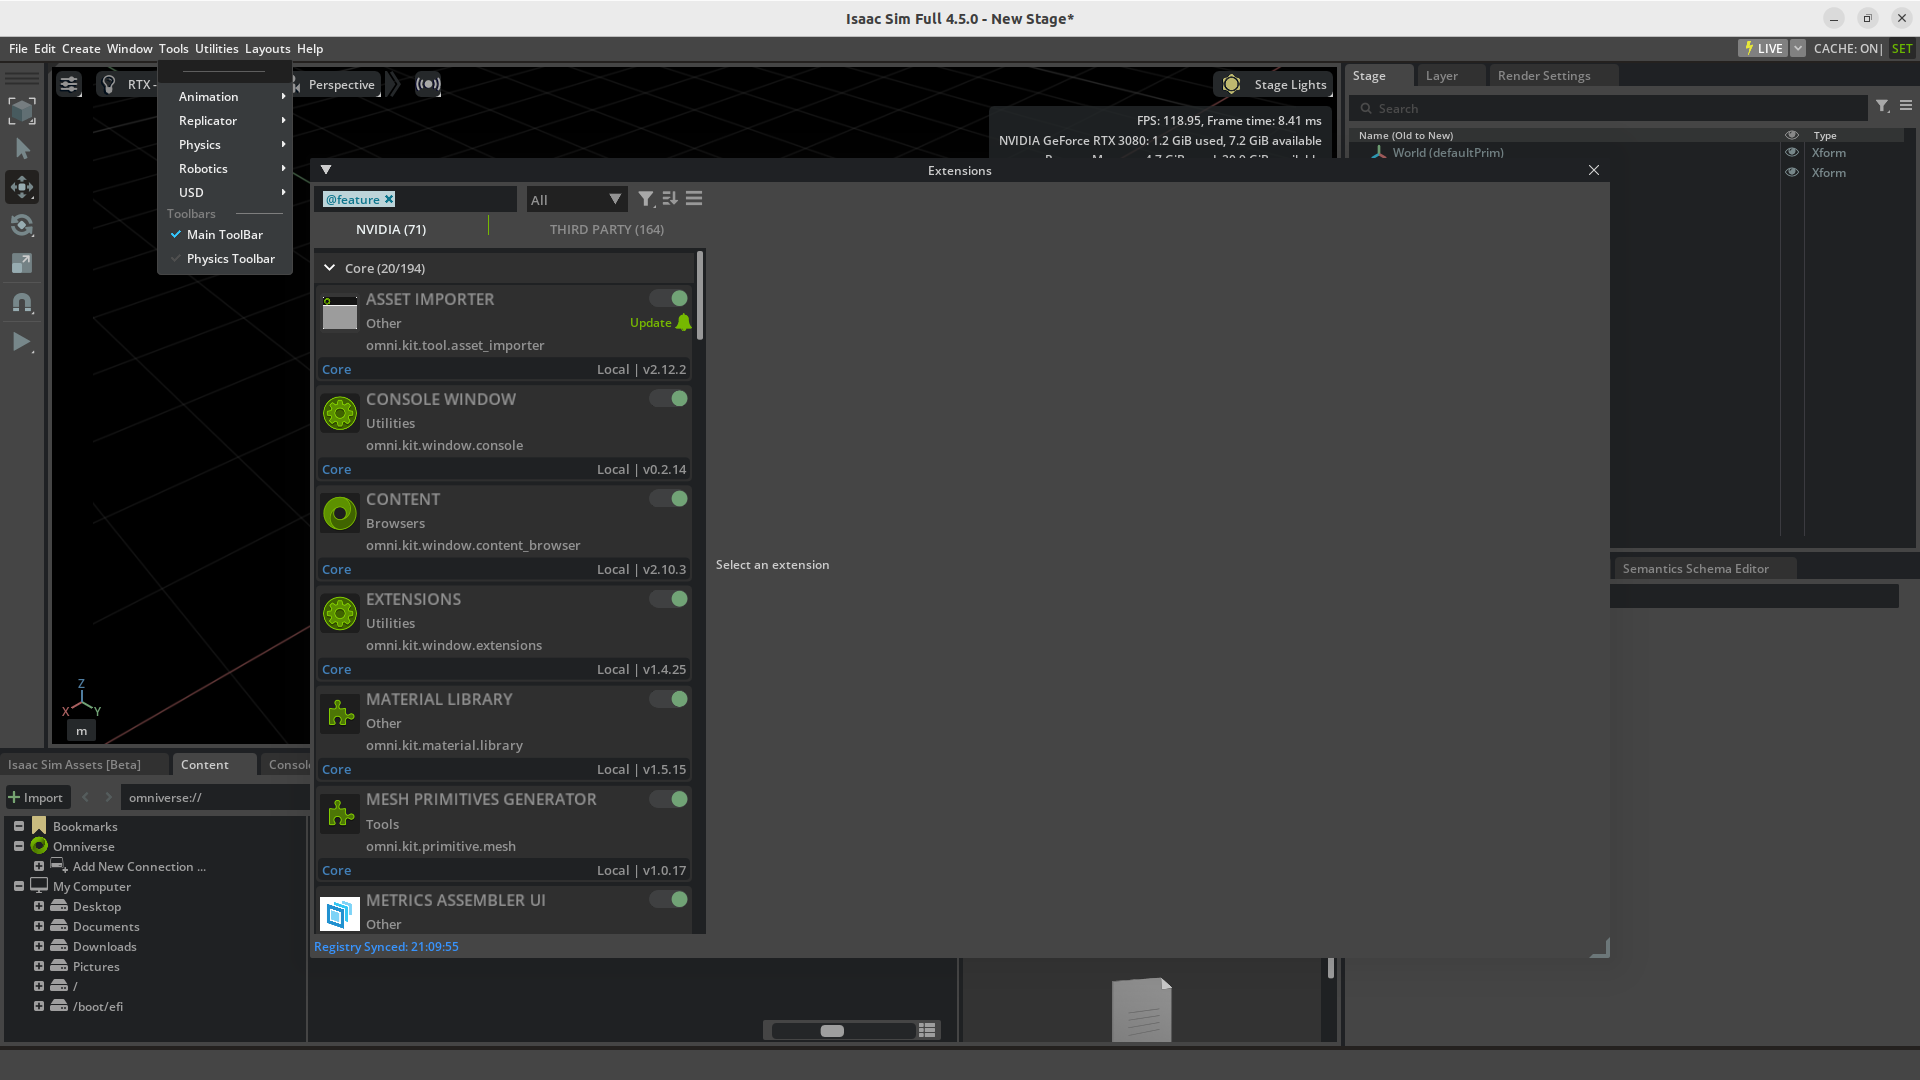 Isaac Sim Full 4.5.0 - New Stage*
File Edit Create Window Tools Utilities Layouts Help
LIVE CACHE: ON| SET
RTX -
Perspective
Stage Lights
Animation
Replicator
Physics
Robotics
USD
Toolbars
Main ToolBar
Physics Toolbar
FPS: 118.95, Frame time: 8.41 ms
NVIDIA GeForce RTX 3080: 1.2 GiB used, 7.2 GiB available
Stage Layer Render Settings
Search
Name (Old to New) Type
World (defaultPrim) Xform
Xform
Extensions
@feature
All
NVIDIA (71) THIRD PARTY (164)
Core (20/194)
ASSET IMPORTER
Other Update
omni.kit.tool.asset_importer
Core Local | v2.12.2
CONSOLE WINDOW
Utilities
omni.kit.window.console
Core Local | v0.2.14
CONTENT
Browsers
omni.kit.window.content_browser
Core Local | v2.10.3
EXTENSIONS
Utilities
omni.kit.window.extensions
Core Local | v1.4.25
MATERIAL LIBRARY
Other
omni.kit.material.library
Core Local | v1.5.15
MESH PRIMITIVES GENERATOR
Tools
omni.kit.primitive.mesh
Core Local | v1.0.17
METRICS ASSEMBLER UI
Other
Registry Synced: 21:09:55
Select an extension
Semantics Schema Editor
Z
X Y
m
Isaac Sim Assets [Beta] Content Consol
Import
omniverse://
Bookmarks
Omniverse
Add New Connection ...
My Computer
Desktop
Documents
Downloads
Pictures
/
/boot/efi